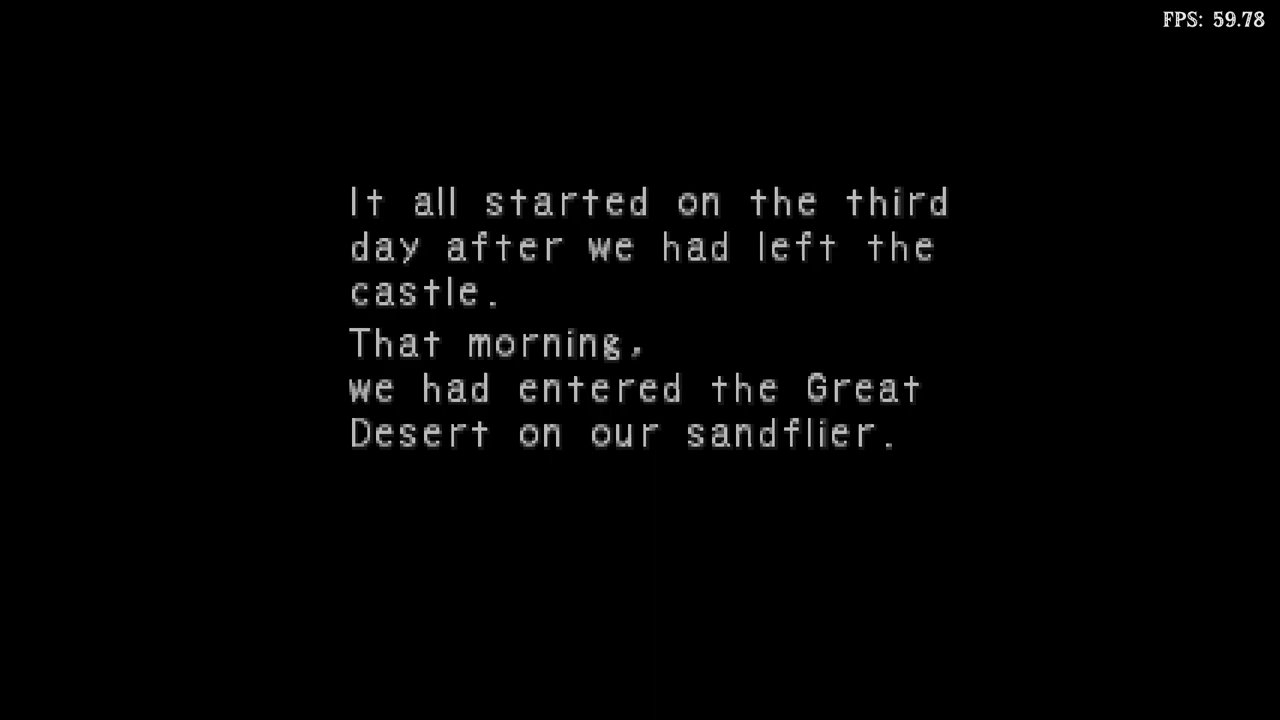 FPS: 59.78
It all started on the third
day after we had left the
castle.
That morning,
we had entered the Great
Desert on our sandflier.